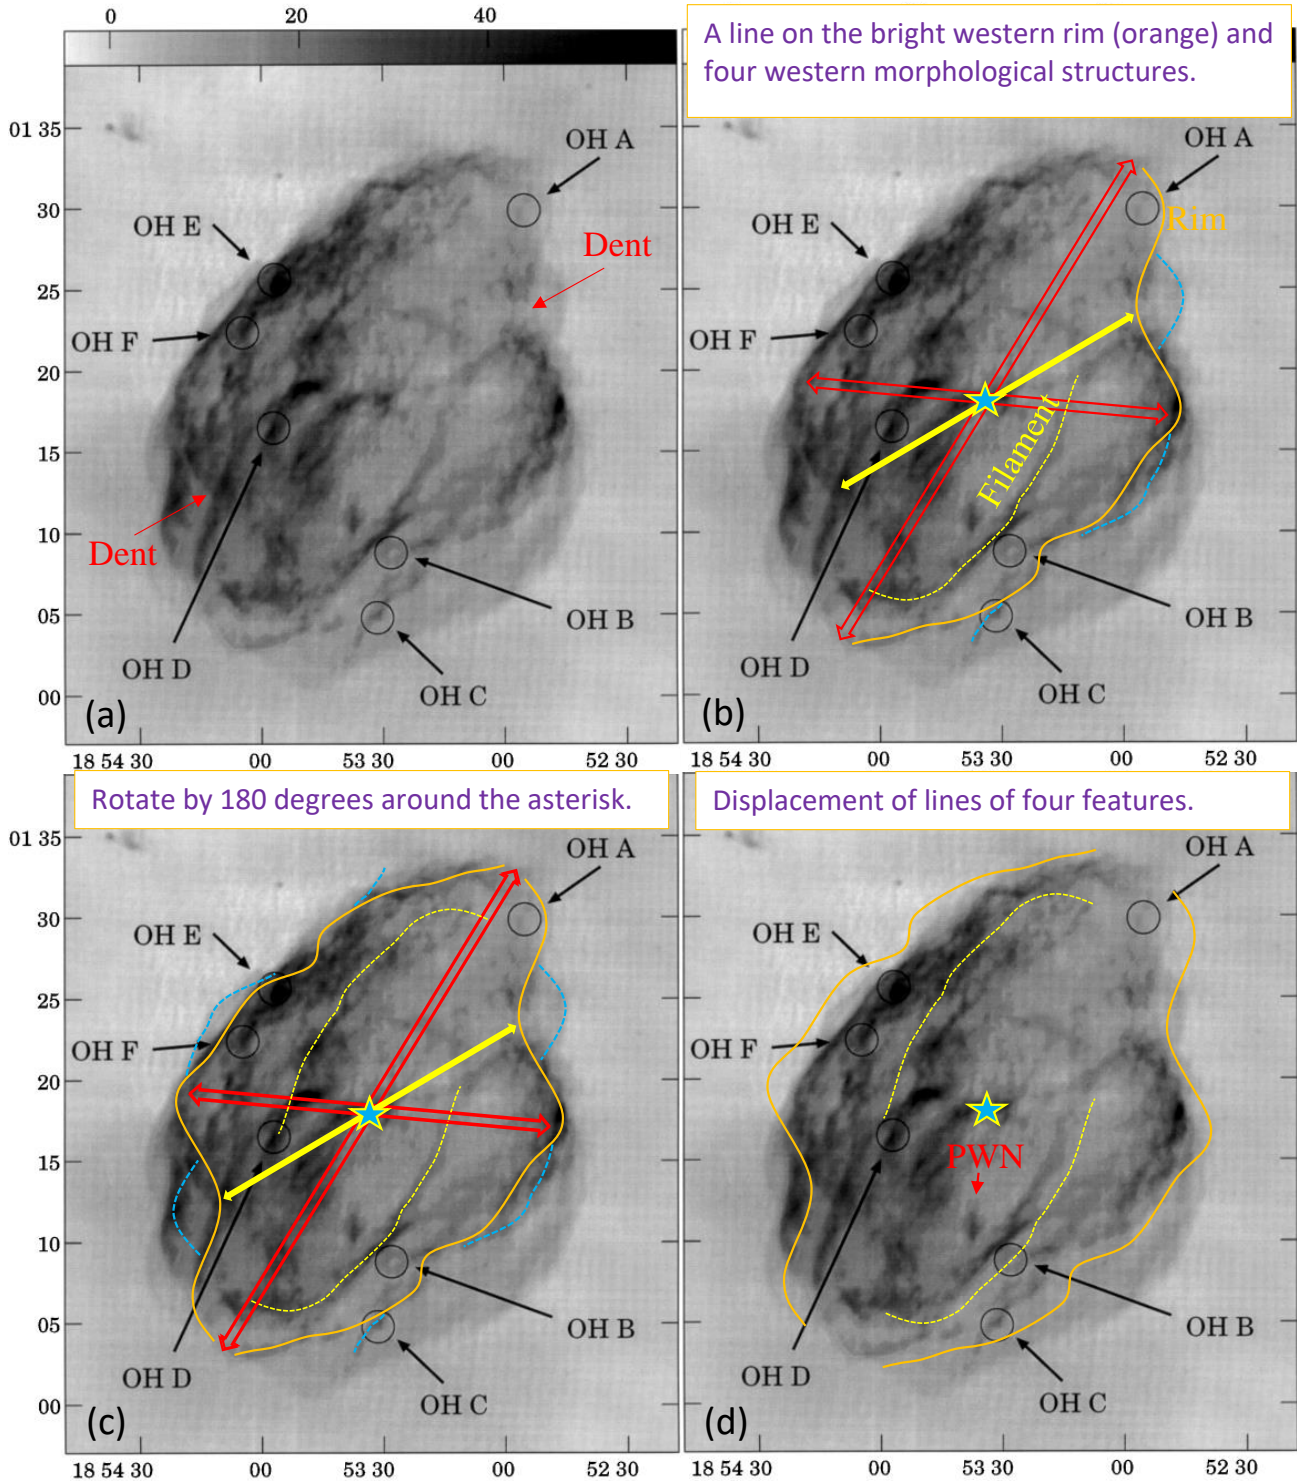 0 20 40
01 35
30
25
20
15
10
05
00
OH A
OH E
Dent
OH F
Dent
OH B
OH D
OH C
(a)
18 54 30 00 53 30 00 52 30
A line on the bright western rim (orange) and
four western morphological structures.
OH A
Rim
OH E
OH F
Filament
OH B
OH D
OH C
(b)
18 54 30 00 53 30 00 52 30
Rotate by 180 degrees around the asterisk.
01 35
30
25
20
15
10
05
00
OH A
OH E
OH F
OH B
OH D
OH C
(c)
18 54 30 00 53 30 00 52 30
Displacement of lines of four features.
OH A
OH E
OH F
PWN
OH B
OH D
OH C
(d)
18 54 30 00 53 30 00 52 30